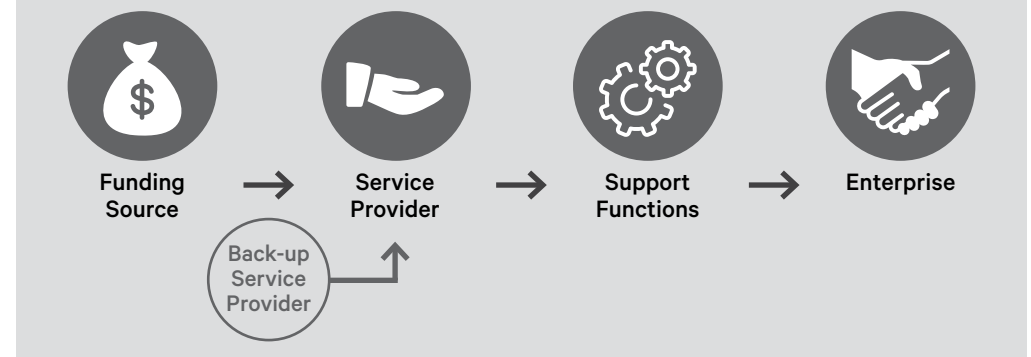 $
Funding
Source
Service
Provider
Support
Functions
Enterprise
Back-up
Service
Provider